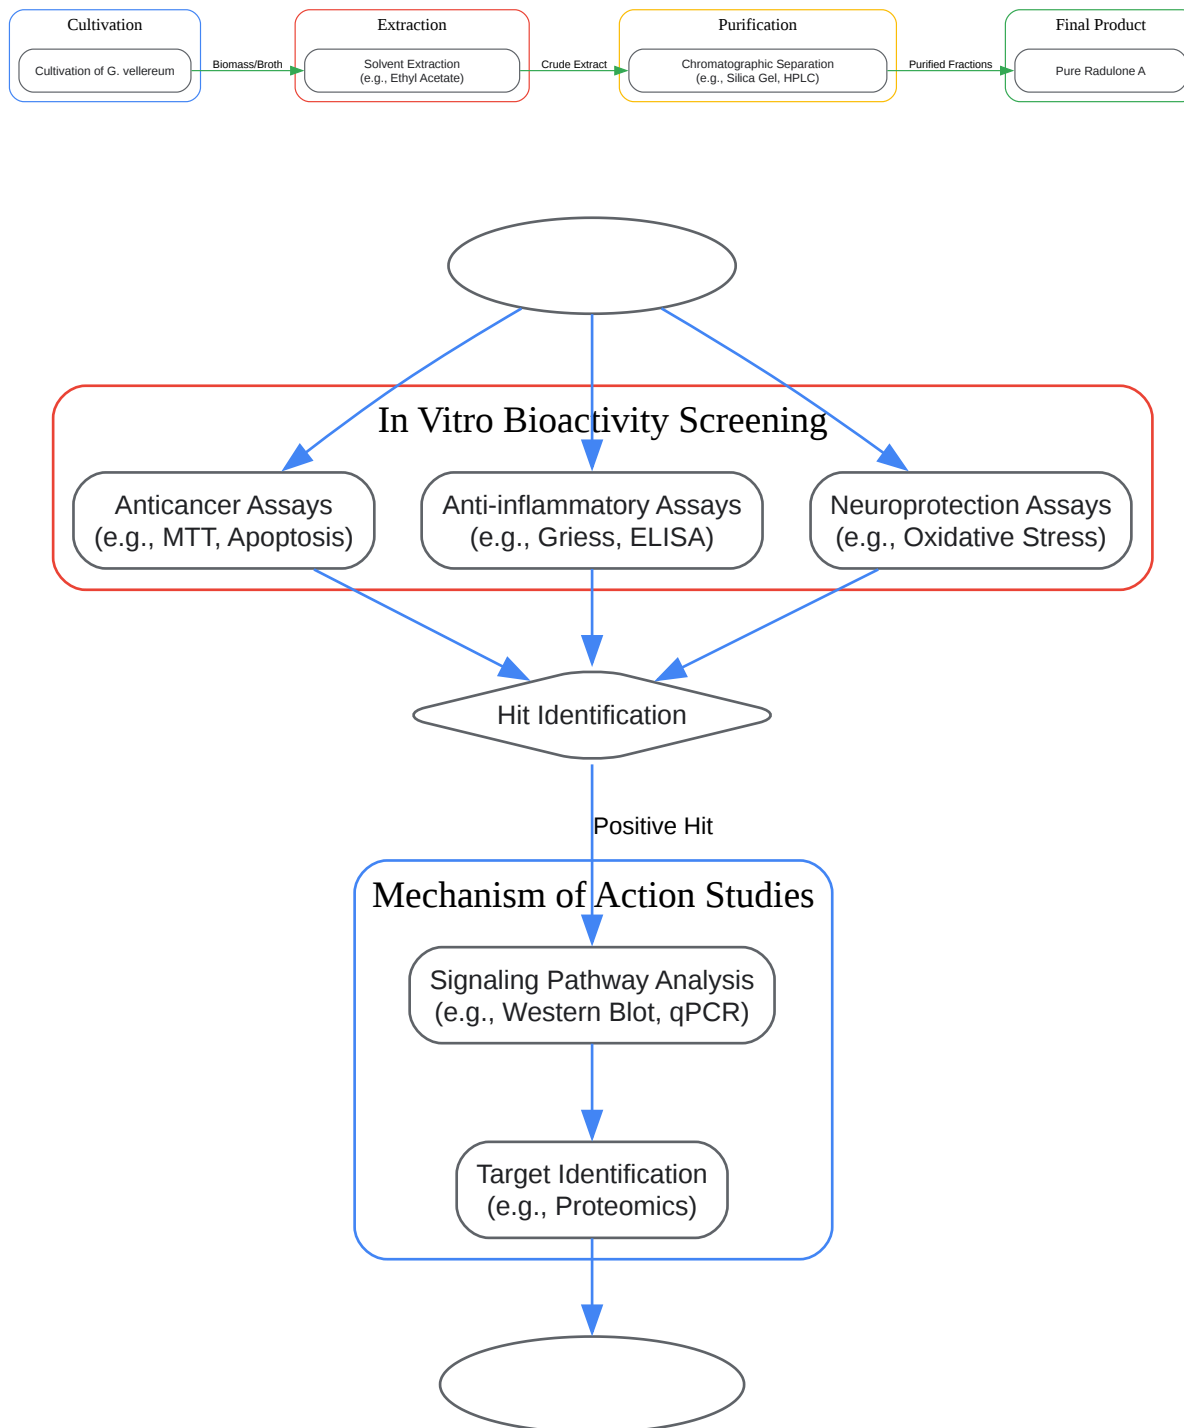 Cultivation
Cultivation of G. vellereum
Biomass/Broth
Extraction
Solvent Extraction
(e.g., Ethyl Acetate)
Crude Extract
Purification
Chromatographic Separation
(e.g., Silica Gel, HPLC)
Purified Fractions
Final Product
Pure Radulone A
In Vitro Bioactivity Screening
Anticancer Assays
(e.g., MTT, Apoptosis)
Anti-inflammatory Assays
(e.g., Griess, ELISA)
Neuroprotection Assays
(e.g., Oxidative Stress)
Hit Identification
Positive Hit
Mechanism of Action Studies
Signaling Pathway Analysis
(e.g., Western Blot, qPCR)
Target Identification
(e.g., Proteomics)